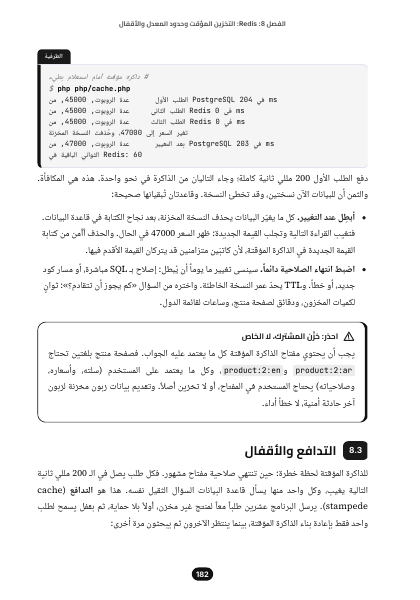 الفصل 8: Redis: التخزين المؤقت وحدود المعدل والأقفال
الطرفية
# ذاكرة مؤقتة أمام استعلام بطيء
$ php php/cache.php
الطلب الأول    عدة الروبوت، 45000، من PostgreSQL في 204 ms
الطلب الثاني    عدة الروبوت، 45000، من Redis في 0 ms
الطلب الثالث    عدة الروبوت، 45000، من Redis في 0 ms
تغير السعر إلى 47000، وحُذفت النسخة المخزنة
بعد التغيير    عدة الروبوت، 47000، من PostgreSQL في 203 ms
الثواني الباقية في Redis: 60
دفع الطلب الأول 200 مللي ثانية كاملة؛ وجاء التاليان من الذاكرة في نحو واحدة. هذه هي المكافأة.
والثمن أن للبيانات الآن نسختين، وقد تخطئ النسخة. وقاعدتان تُبقيانها صحيحة:
• أبطِل عند التغيير. كل ما يغيّر البيانات يحذف النسخة المخزنة، بعد نجاح الكتابة في قاعدة البيانات.
فتغيب القراءة التالية وتجلب القيمة الجديدة: ظهر السعر 47000 في الحال. والحذف آمن من كتابة
القيمة الجديدة في الذاكرة المؤقتة، لأن كاتبَين متزامنين قد يتركان القيمة الأقدم فيها.
• اضبط انتهاء الصلاحية دائماً. سينسى تغيير ما يوماً أن يُبطل: إصلاح بـ SQL مباشرة، أو مسار كود
جديد، أو خطأ. وTTL يحدّ عمر النسخة الخاطئة. واختره من السؤال «كم يجوز أن تتقادم؟»: ثوانٍ
لكميات المخزون، ودقائق لصفحة منتج، وساعات لقائمة الدول.
احذر: خزّن المشترك، لا الخاص
يجب أن يحتوي مفتاح الذاكرة المؤقتة كل ما يعتمد عليه الجواب. فصفحة منتج بلغتين تحتاج
product:2:ar و product:2:en، وكل ما يعتمد على المستخدم (سلته، وأسعاره،
وصلاحياته) يحتاج المستخدم في المفتاح، أو لا تخزين أصلاً. وتقديم بيانات زبون مخزنة لزبون
آخر حادثة أمنية، لا خطأ أداء.
8.3 التدافع والأقفال
للذاكرة المؤقتة لحظة خطرة: حين تنتهي صلاحية مفتاح مشهور. فكل طلب يصل في الـ 200 مللي ثانية
التالية يغيب، وكل واحد منها يسأل قاعدة البيانات السؤال الثقيل نفسه. هذا هو التدافع (cache
stampede). يرسل البرنامج عشرين طلباً معاً لمنتج غير مخزن، أولاً بلا حماية، ثم بقفل يسمح لطلب
واحد فقط بإعادة بناء الذاكرة المؤقتة، بينما ينتظر الآخرون ثم يبحثون مرة أخرى:
182